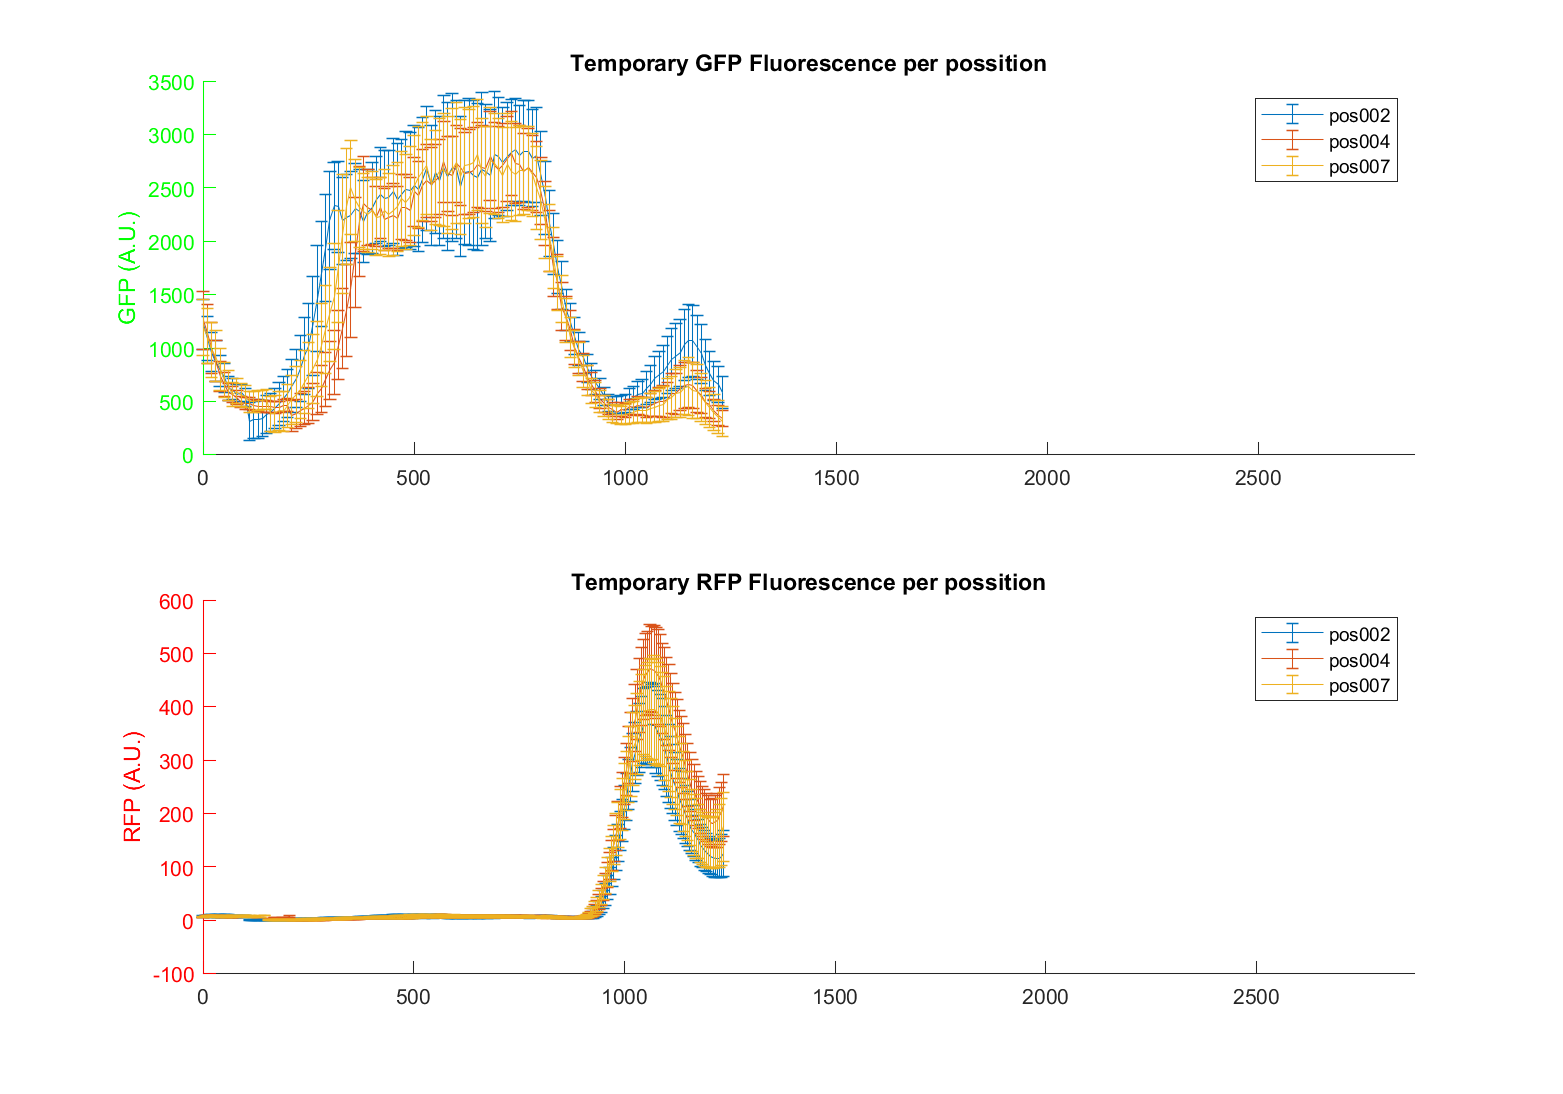 Temporary GFP Fluorescence per possition
GFP (A.U.)
3500
3000
2500
2000
1500
1000
500
0
0 500 1000 1500 2000 2500
pos002
pos004
pos007
Temporary RFP Fluorescence per possition
RFP (A.U.)
600
500
400
300
200
100
0
-100
0 500 1000 1500 2000 2500
pos002
pos004
pos007